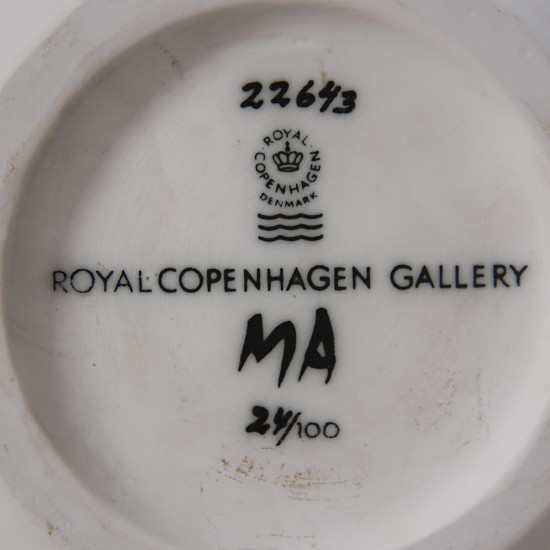 22643
ROYAL COPENHAGEN
DENMARK
ROYAL COPENHAGEN GALLERY
MA
24/100